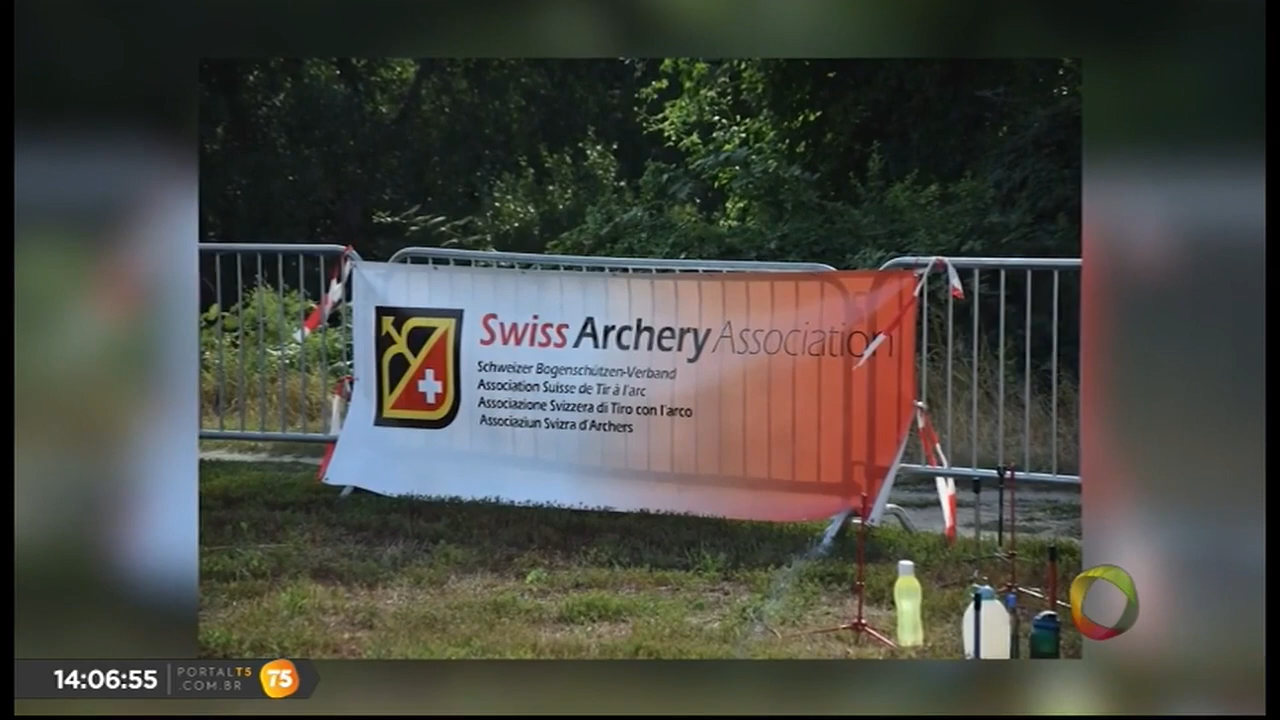 Swiss Archery Association
Schweizer Bogenschützen-Verband
Association Suisse de Tir à l'arc
Associazione Svizzera di Tiro con l'arco
Associaziun Svizra d'Archers
14:06:55
PORTALT5
.COM.BR
T5